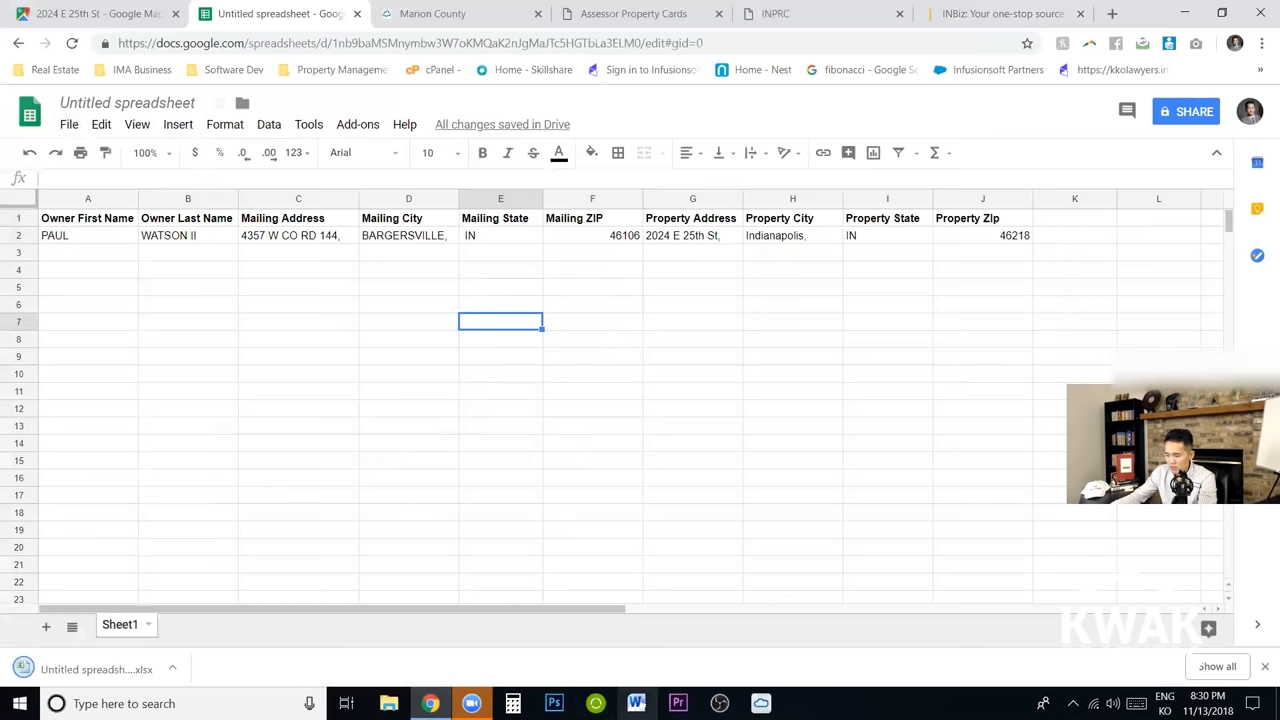 2024 E 25th St - Google Ma
Untitled spreadsheet - Goog
Marion County
Assessor Property Cards
INPRC
INBiz: Your one-stop source
https://docs.google.com/spreadsheets/d/1nb9baMSMnymbw3W7oKMQaK2nJgMaJTc5HGTbLa3ELM0/edit#gid=0
Real Estate
IMA Business
Software Dev
Property Manageme
cPanel -
Home - Skillshare
Sign in to Infusionsof
Home - Nest
fibonacci - Google Se
Infusionsoft Partners
https://kkolawyers.in
Untitled spreadsheet
File Edit View Insert Format Data Tools Add-ons Help All changes saved in Drive
SHARE
100% $ % .0 .00 123 Arial 10 B I S A
fx
A B C D E F G H I J K L
1 Owner First Name Owner Last Name Mailing Address Mailing City Mailing State Mailing ZIP Property Address Property City Property State Property Zlp
2 PAUL WATSON II 4357 W CO RD 144, BARGERSVILLE, IN 46106 2024 E 25th St, Indianapolis, IN 46218
3
4
5
6
7
8
9
10
11
12
13
14
15
16
17
18
19
20
21
22
23
KWAK
Sheet1
Untitled spreadsh....xlsx
Show all
Type here to search
ENG
KO
8:30 PM
11/13/2018